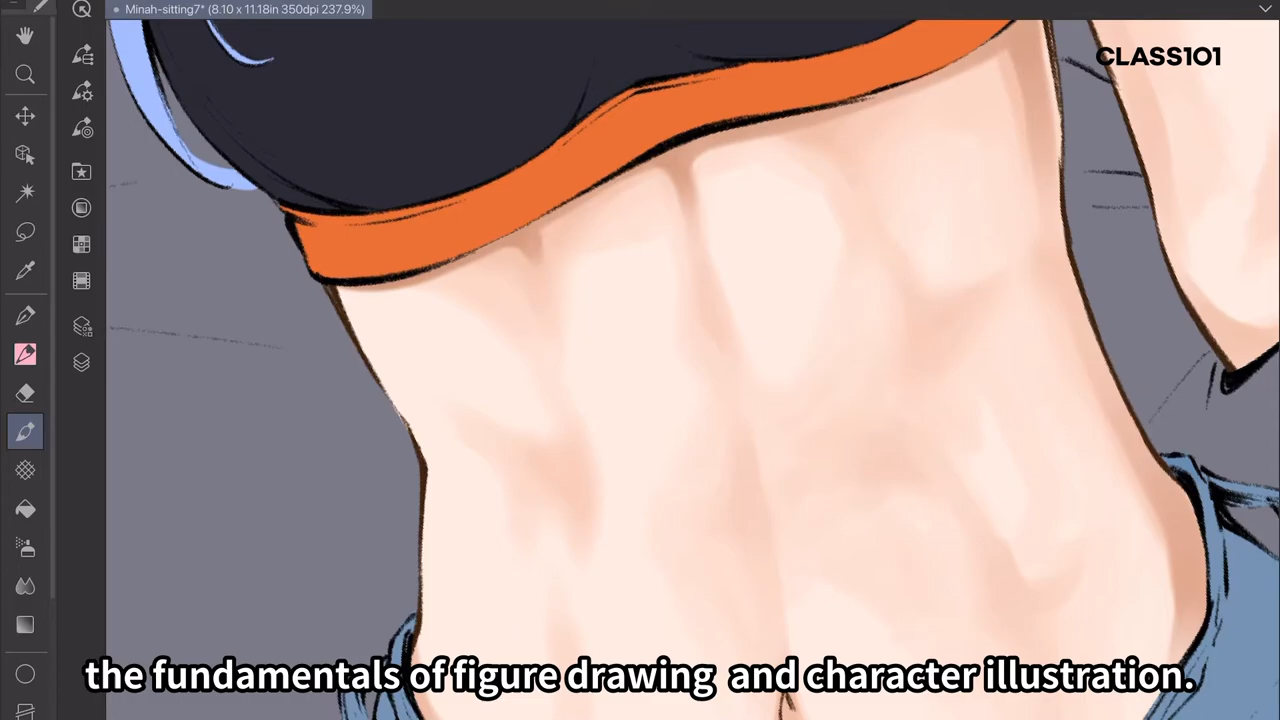 Minah-sitting7* (8.10 x 11.18in 350dpi 237.9%)
CLASS101
the fundamentals of figure drawing and character illustration.